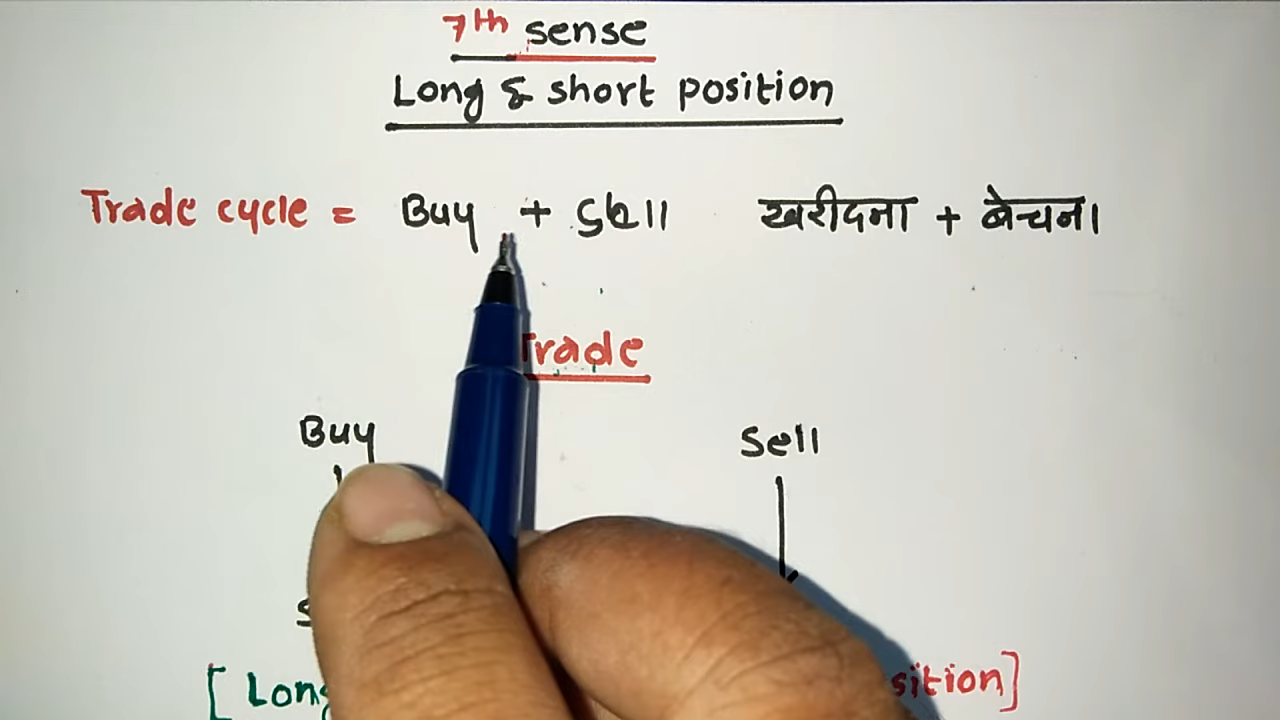 7th sense
Long & short position
Trade cycle = Buy + Sell खरीदना + बेचना
Trade
Buy Sell
[
]